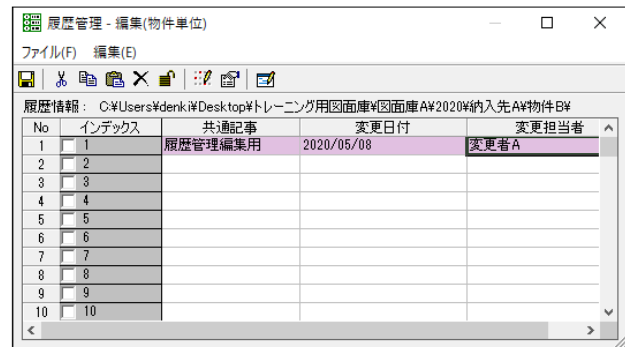 履歴管理 - 編集(物件単位)
ファイル(F) 編集(E)
履歴情報： C:¥Users¥denki¥Desktop¥トレーニング用図面庫¥図面庫A¥2020¥納入先A¥物件B¥
No インデックス 共通記事 変更日付 変更担当者
1 1 履歴管理編集用 2020/05/08 変更者A
2 2
3 3
4 4
5 5
6 6
7 7
8 8
9 9
10 10